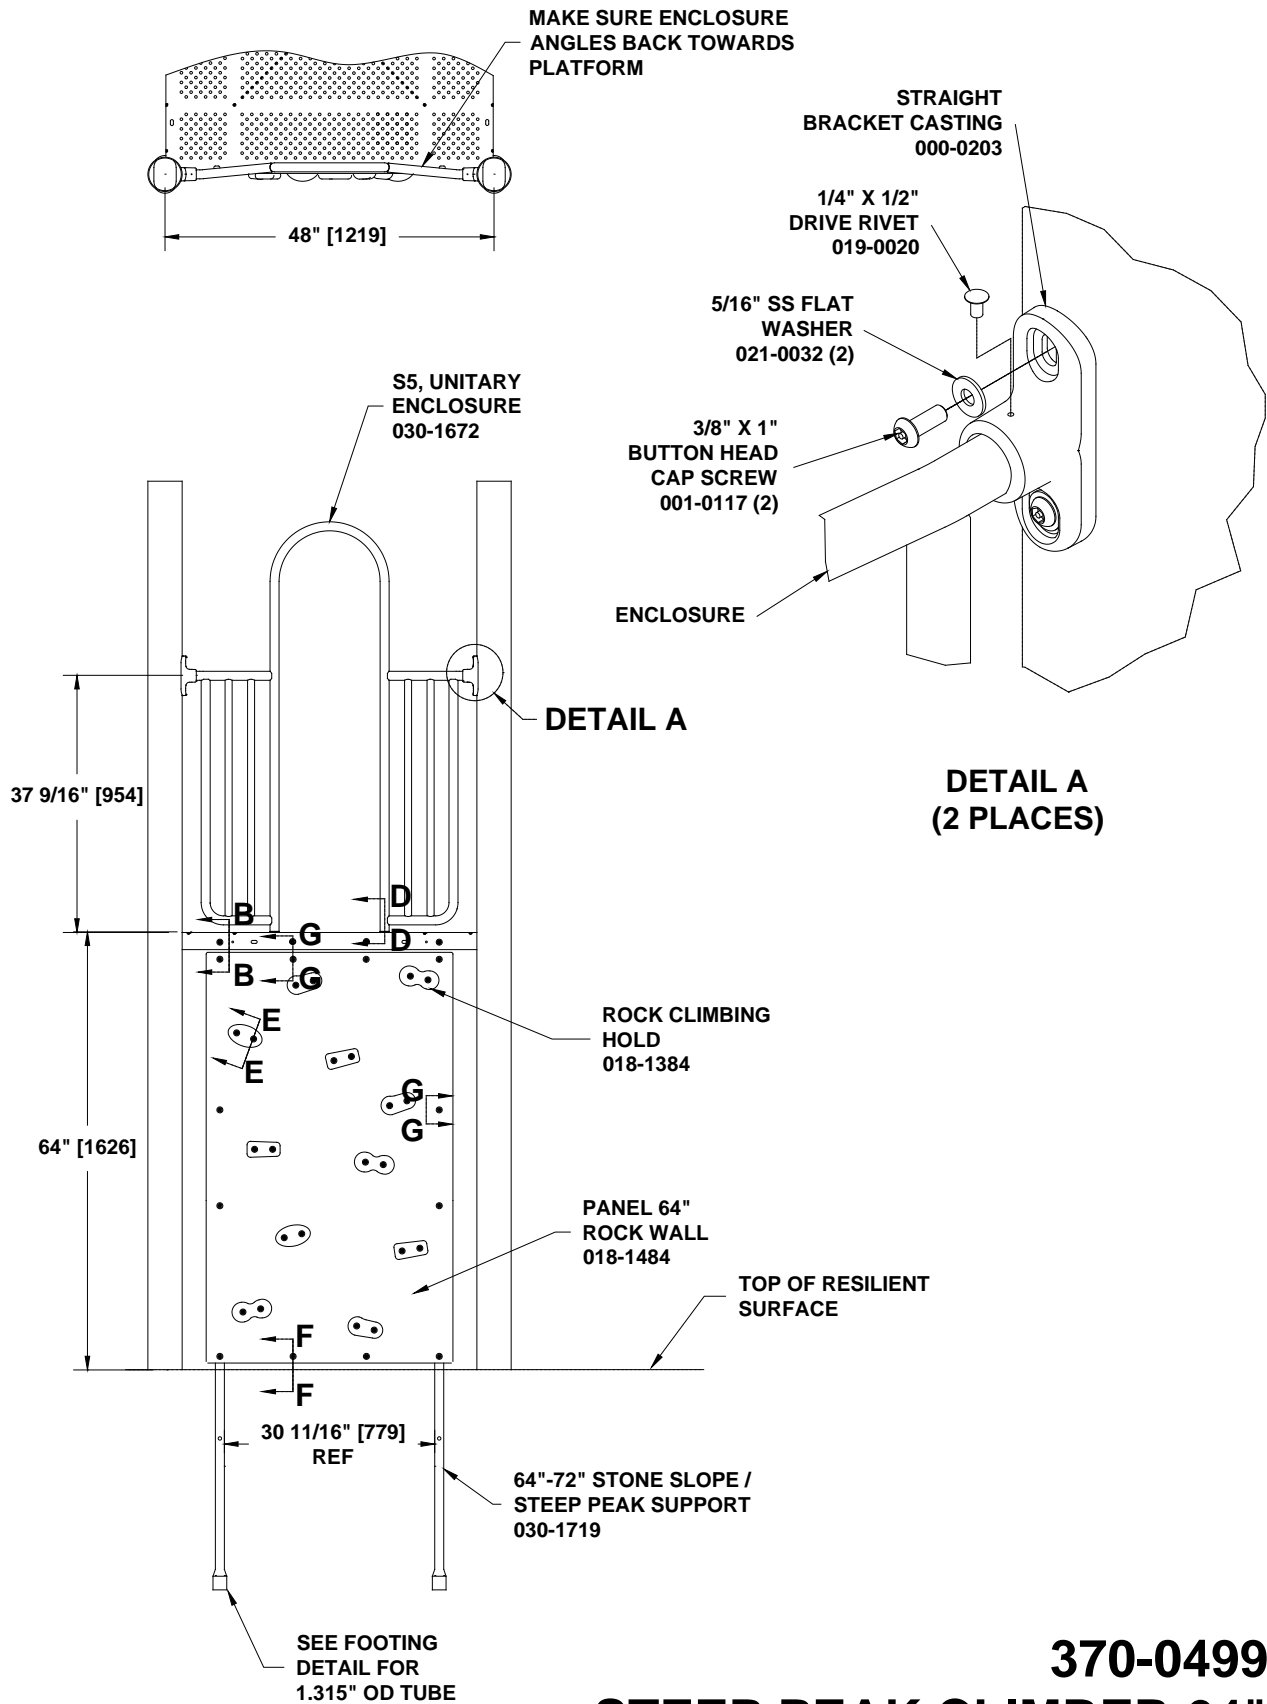 MAKE SURE ENCLOSURE
ANGLES BACK TOWARDS
PLATFORM
48" [1219]
STRAIGHT
BRACKET CASTING
000-0203
1/4" X 1/2"
DRIVE RIVET
019-0020
5/16" SS FLAT
WASHER
021-0032 (2)
3/8" X 1"
BUTTON HEAD
CAP SCREW
001-0117 (2)
ENCLOSURE
S5, UNITARY
ENCLOSURE
030-1672
DETAIL A
DETAIL A
(2 PLACES)
37 9/16" [954]
D
B
G
D
B
G
E
E
G
G
ROCK CLIMBING
HOLD
018-1384
64" [1626]
PANEL 64"
ROCK WALL
018-1484
TOP OF RESILIENT
SURFACE
F
F
30 11/16" [779]
REF
64"-72" STONE SLOPE /
STEEP PEAK SUPPORT
030-1719
SEE FOOTING
DETAIL FOR
1.315" OD TUBE
370-0499
STEEP PEAK CLIMBER 64"